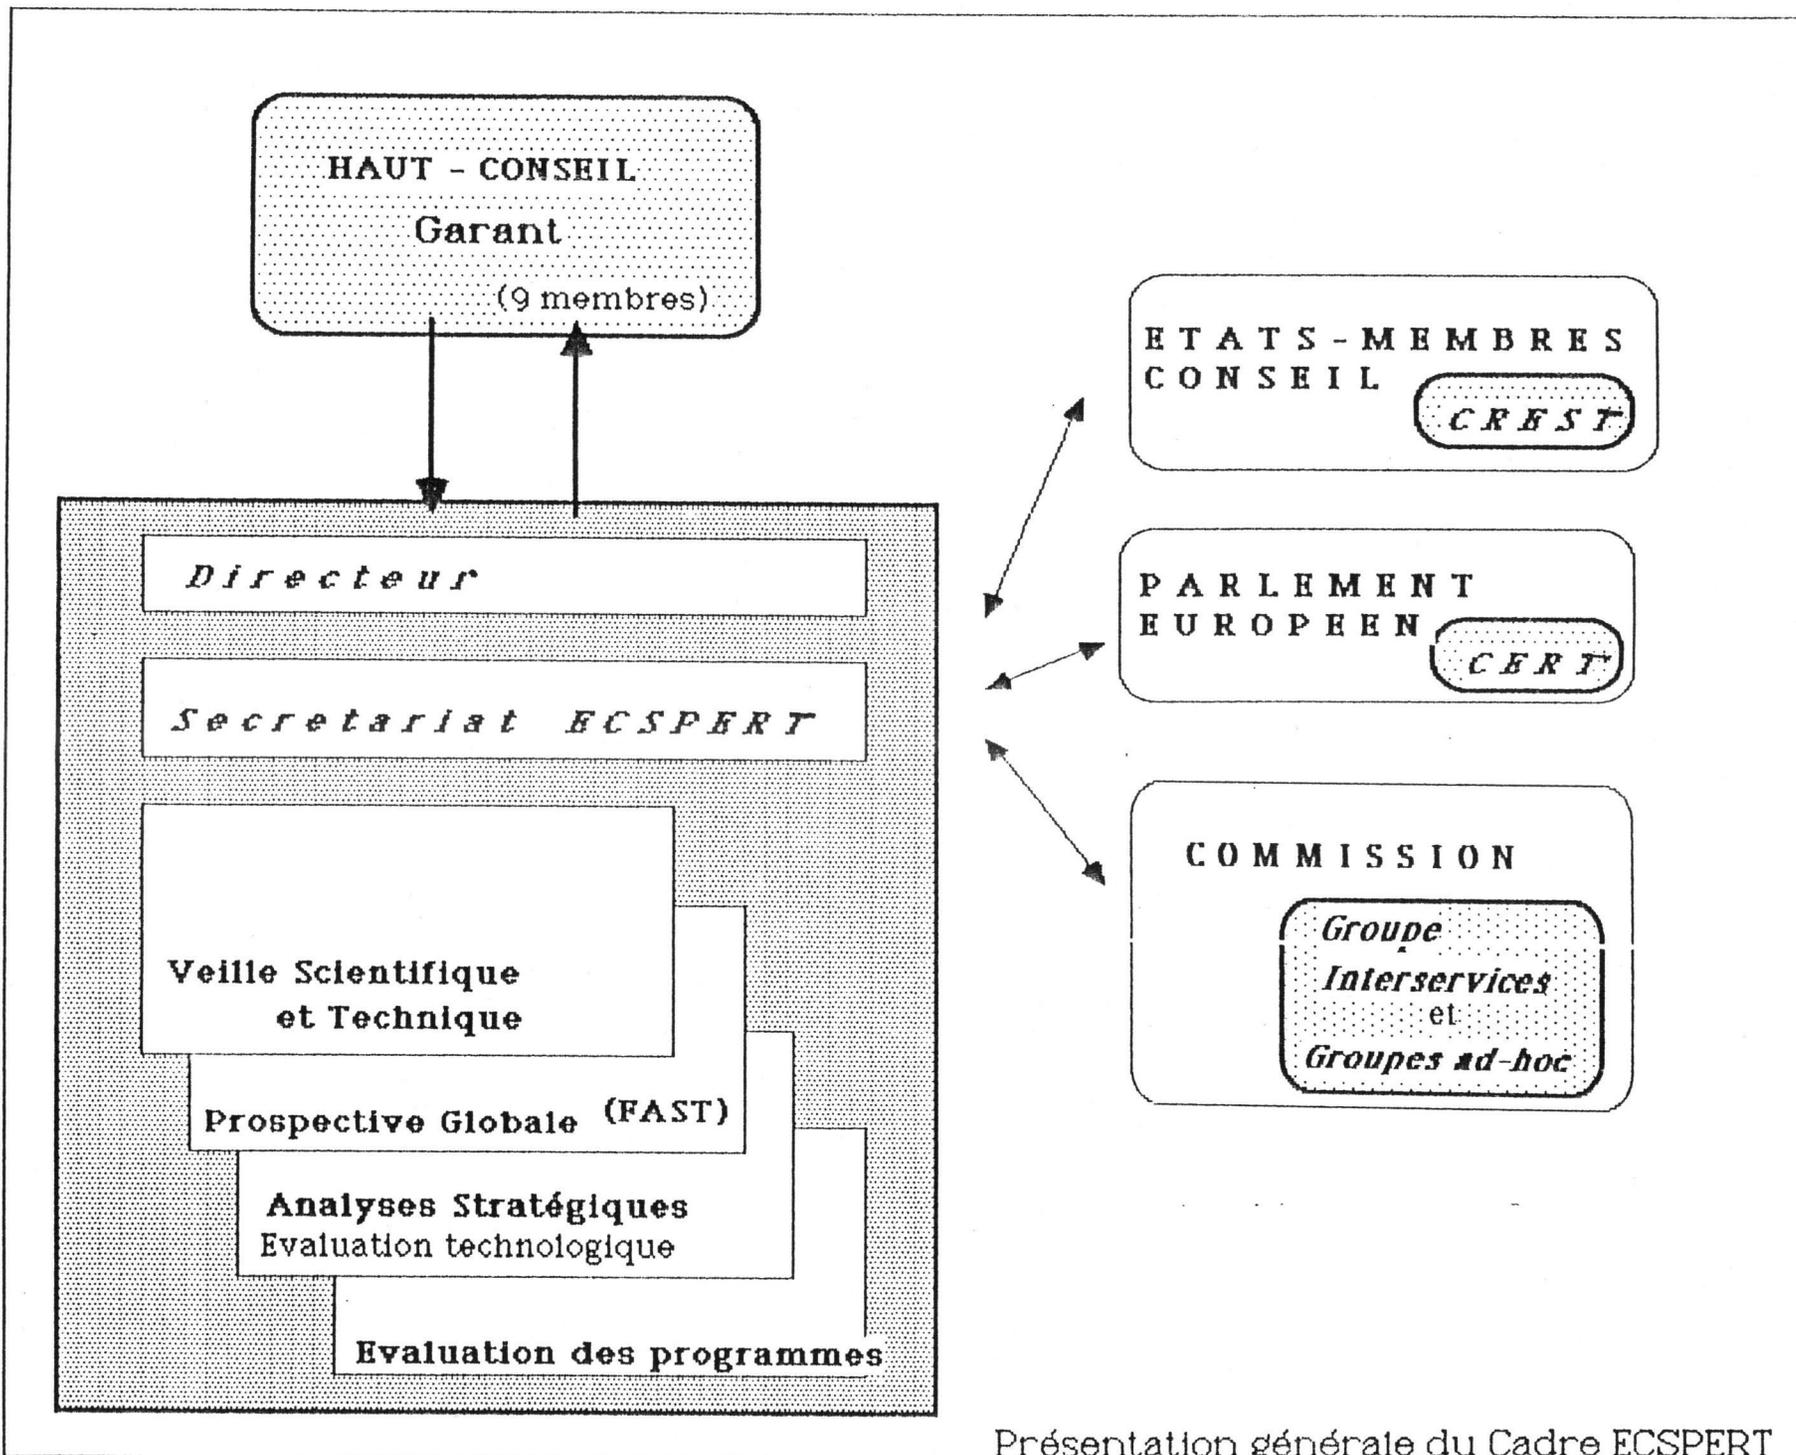 HAUT - CONSEIL
Garant
(9 membres)
Directeur
Secretariat ECSPERT
Veille Scientifique
et Technique
Prospective Globale (FAST)
Analyses Stratégiques
Evaluation technologique
Evaluation des programmes
ETATS-MEMBRES
CONSEIL
CREST
PARLEMENT
EUROPEEN
CERT
COMMISSION
Groupe
Interservices
et
Groupes ad-hoc
Présentation générale du Cadre ECSPERT